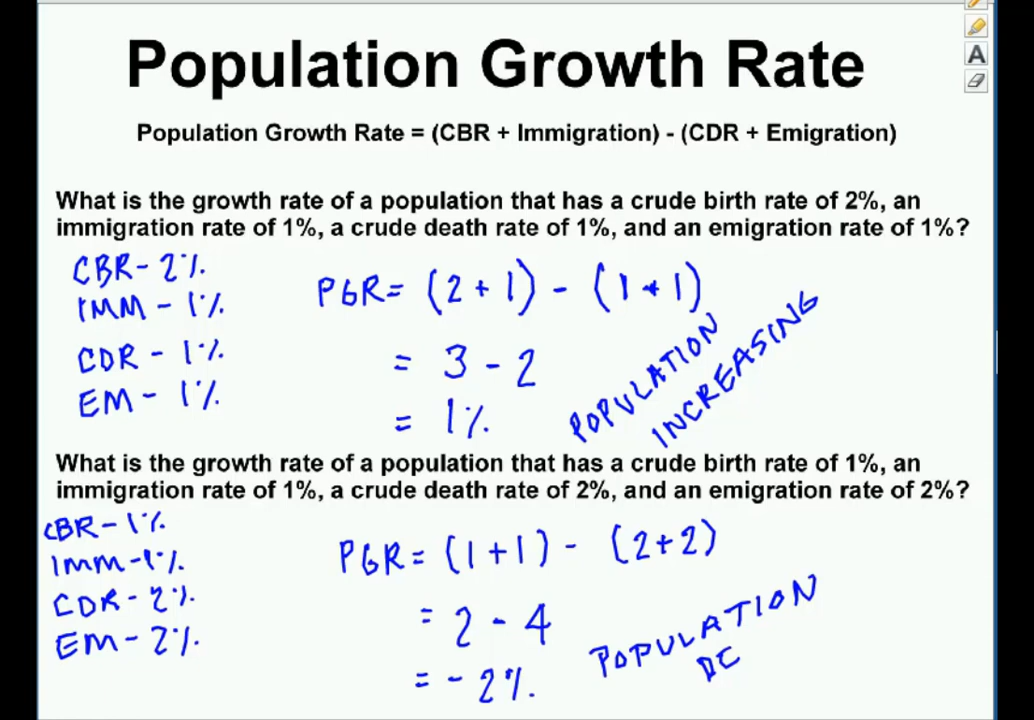 Population Growth Rate
Population Growth Rate = (CBR + Immigration) - (CDR + Emigration)
What is the growth rate of a population that has a crude birth rate of 2%, an
immigration rate of 1%, a crude death rate of 1%, and an emigration rate of 1%?
CBR - 2%
IMM - 1%
CDR - 1%
EM - 1%
PGR = (2 + 1) - (1 + 1)
= 3 - 2
= 1%
POPULATION
INCREASING
What is the growth rate of a population that has a crude birth rate of 1%, an
immigration rate of 1%, a crude death rate of 2%, and an emigration rate of 2%?
CBR - 1%
IMM - 1%
CDR - 2%
EM - 2%
PGR = (1 + 1) - (2 + 2)
= 2 - 4
= - 2%.
POPULATION
DC
A